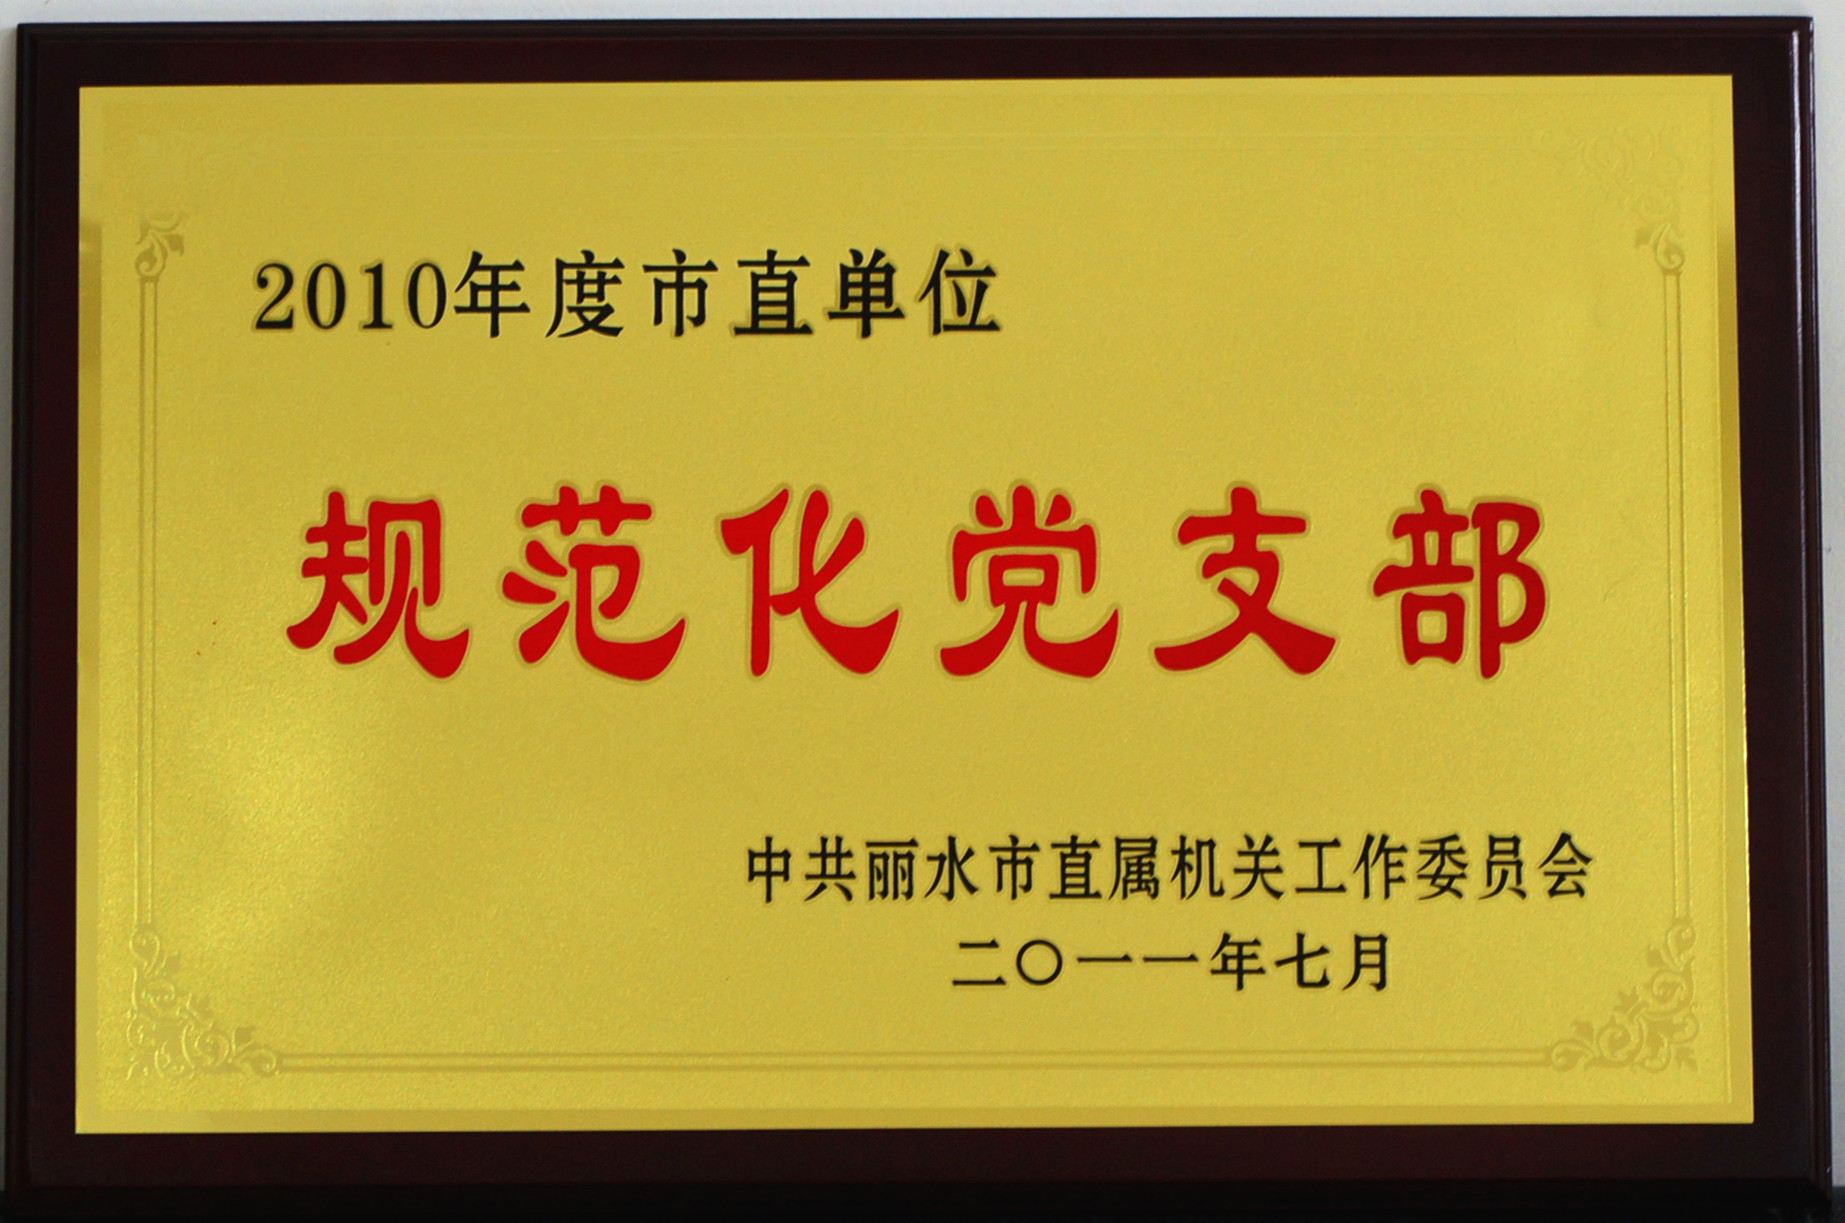 2010年度市直单位
规范化党支部
中共丽水市直属机关工作委员会
二〇一一年七月